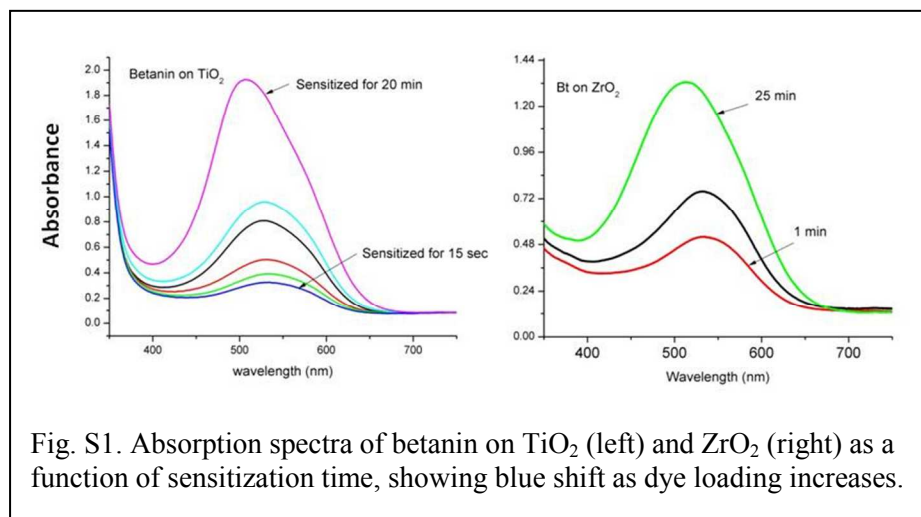 Betanin on TiO2
Sensitized for 20 min
Sensitized for 15 sec
Absorbance
2.0
1.8
1.6
1.4
1.2
1.0
0.8
0.6
0.4
0.2
0.0
400 500 600 700
wavelength (nm)
Bt on ZrO2
25 min
1 min
1.44
1.20
0.96
0.72
0.48
0.24
0.00
400 500 600 700
Wavelength (nm)
Fig. S1. Absorption spectra of betanin on TiO2 (left) and ZrO2 (right) as a
function of sensitization time, showing blue shift as dye loading increases.